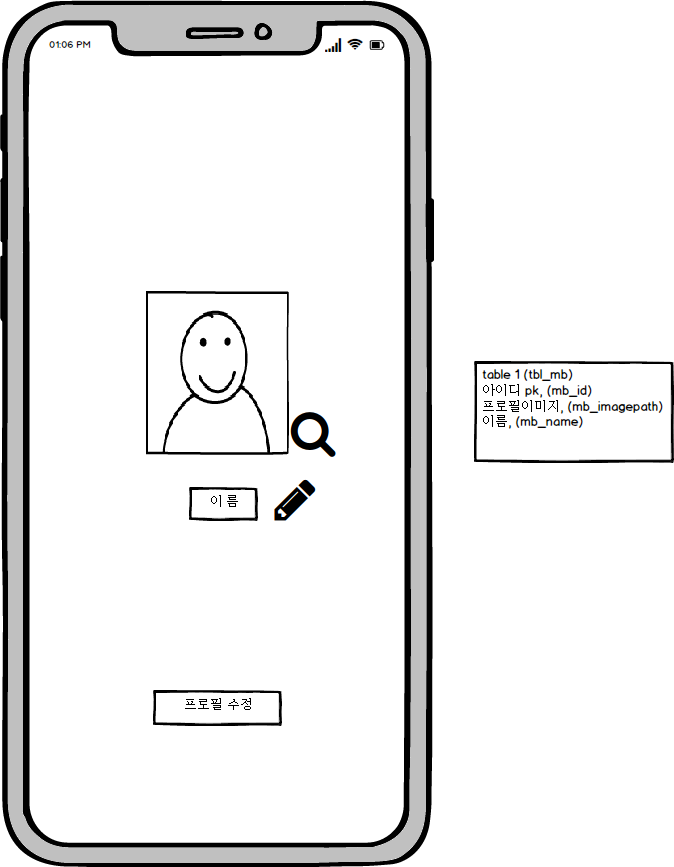 01:06 PM
이 름
프로필 수정
table 1 (tbl_mb)
아이디 pk, (mb_id)
프로필이미지, (mb_imagepath)
이름, (mb_name)